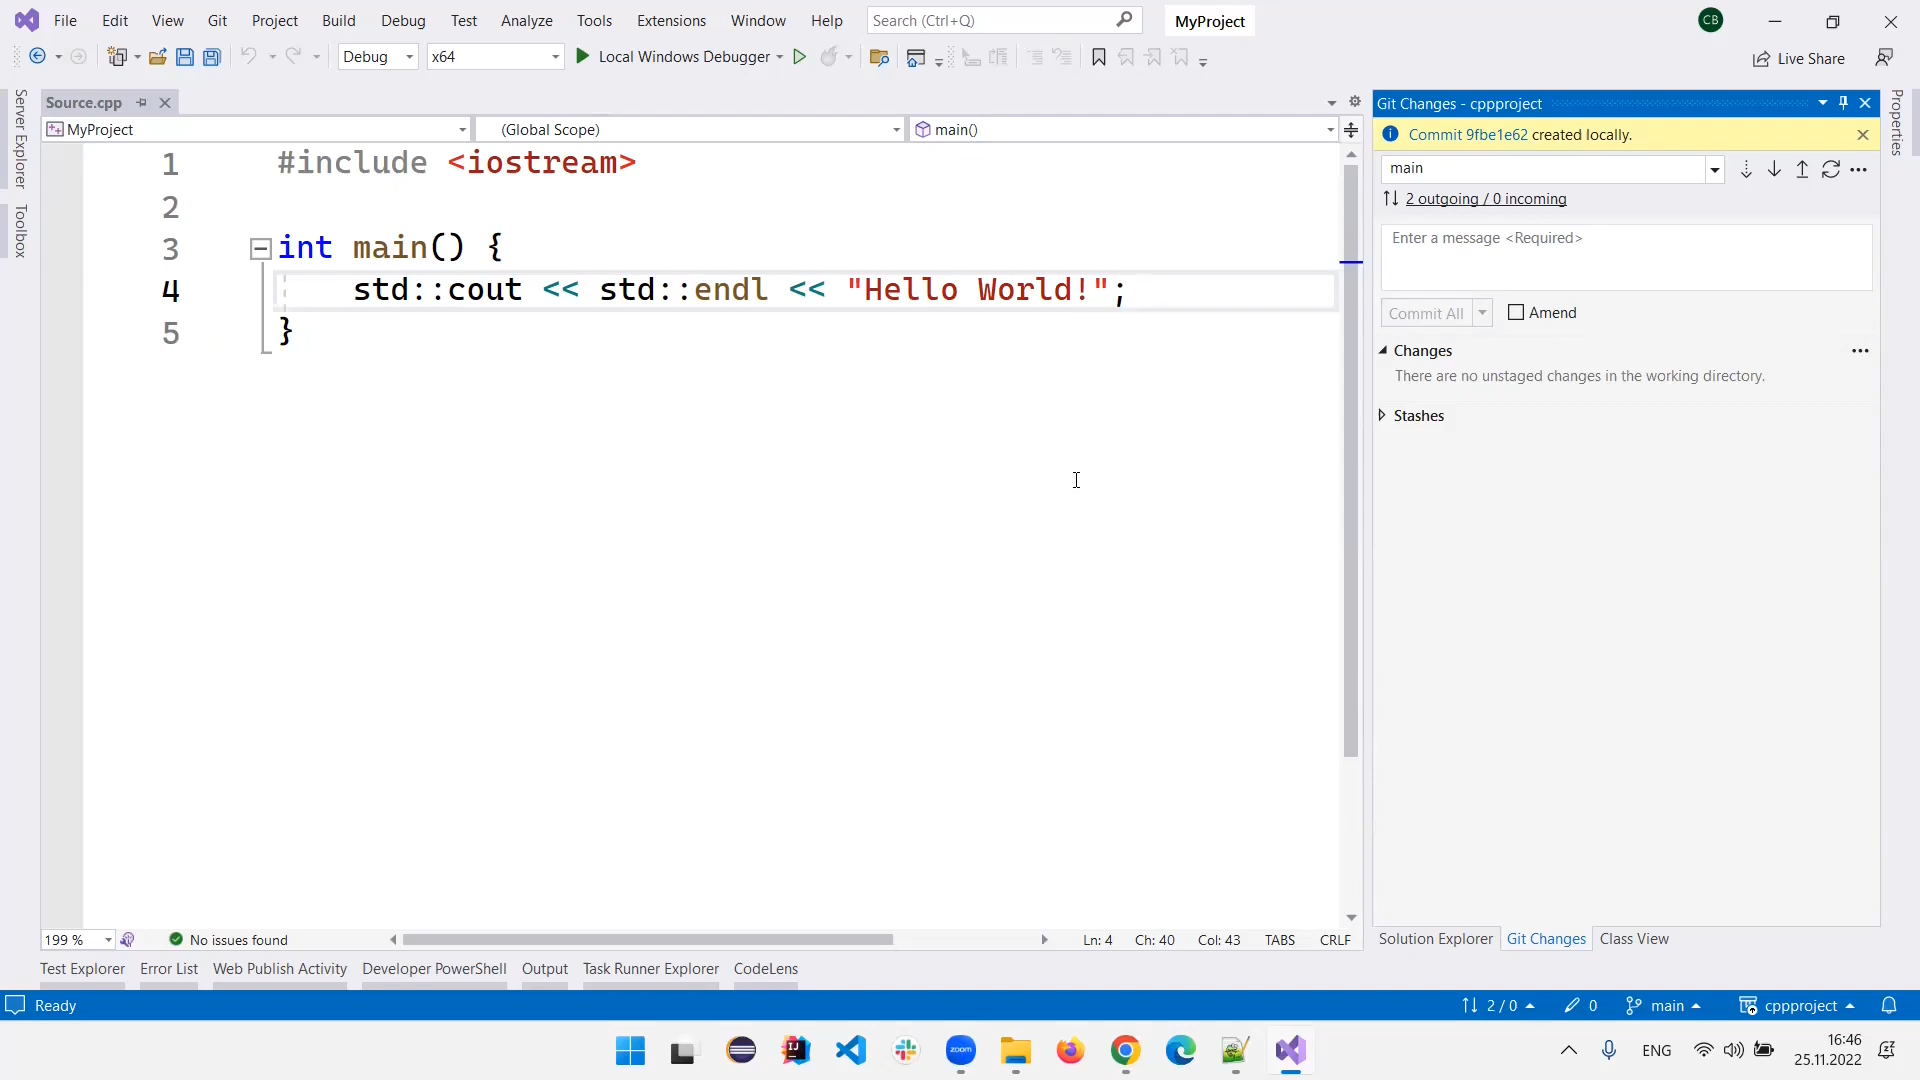 File Edit View Git Project Build Debug Test Analyze Tools Extensions Window Help Search (Ctrl+Q) MyProject CB
Debug x64 Local Windows Debugger Live Share
Server Explorer
Toolbox
Source.cpp
MyProject (Global Scope) main()
1 #include <iostream>
2
3 int main() {
4 std::cout << std::endl << "Hello World!";
5 }
Git Changes - cppproject
Commit 9fbe1e62 created locally.
main
2 outgoing / 0 incoming
Enter a message <Required>
Commit All Amend
Changes
There are no unstaged changes in the working directory.
Stashes
Properties
199 % No issues found Ln: 4 Ch: 40 Col: 43 TABS CRLF
Solution Explorer Git Changes Class View
Test Explorer Error List Web Publish Activity Developer PowerShell Output Task Runner Explorer CodeLens
Ready 2 / 0 0 main cppproject
IJ zoom ENG 16:46
25.11.2022